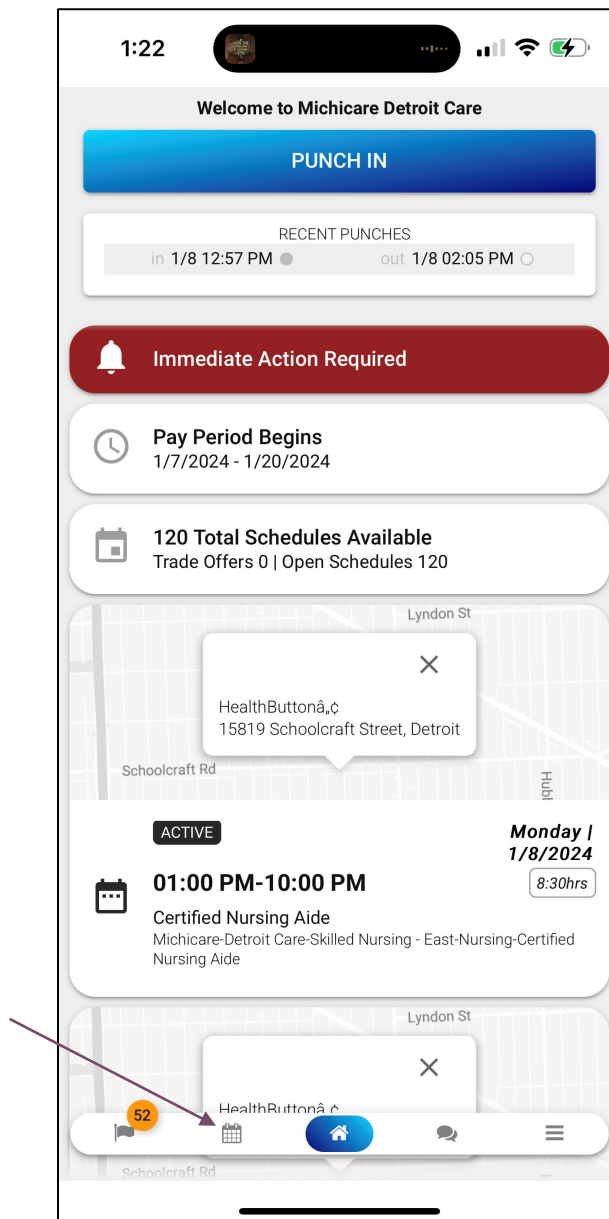 1:22
Welcome to Michicare Detroit Care
PUNCH IN
RECENT PUNCHES
in 1/8 12:57 PM out 1/8 02:05 PM
Immediate Action Required
Pay Period Begins
1/7/2024 - 1/20/2024
120 Total Schedules Available
Trade Offers 0 | Open Schedules 120
Lyndon St
HealthButtonâ„¢
15819 Schoolcraft Street, Detroit
Schoolcraft Rd
Hubb
ACTIVE
Monday |
1/8/2024
01:00 PM-10:00 PM
8:30hrs
Certified Nursing Aide
Michicare-Detroit Care-Skilled Nursing - East-Nursing-Certified
Nursing Aide
Lyndon St
HealthButtonâ„¢
52
Schoolcraft Rd